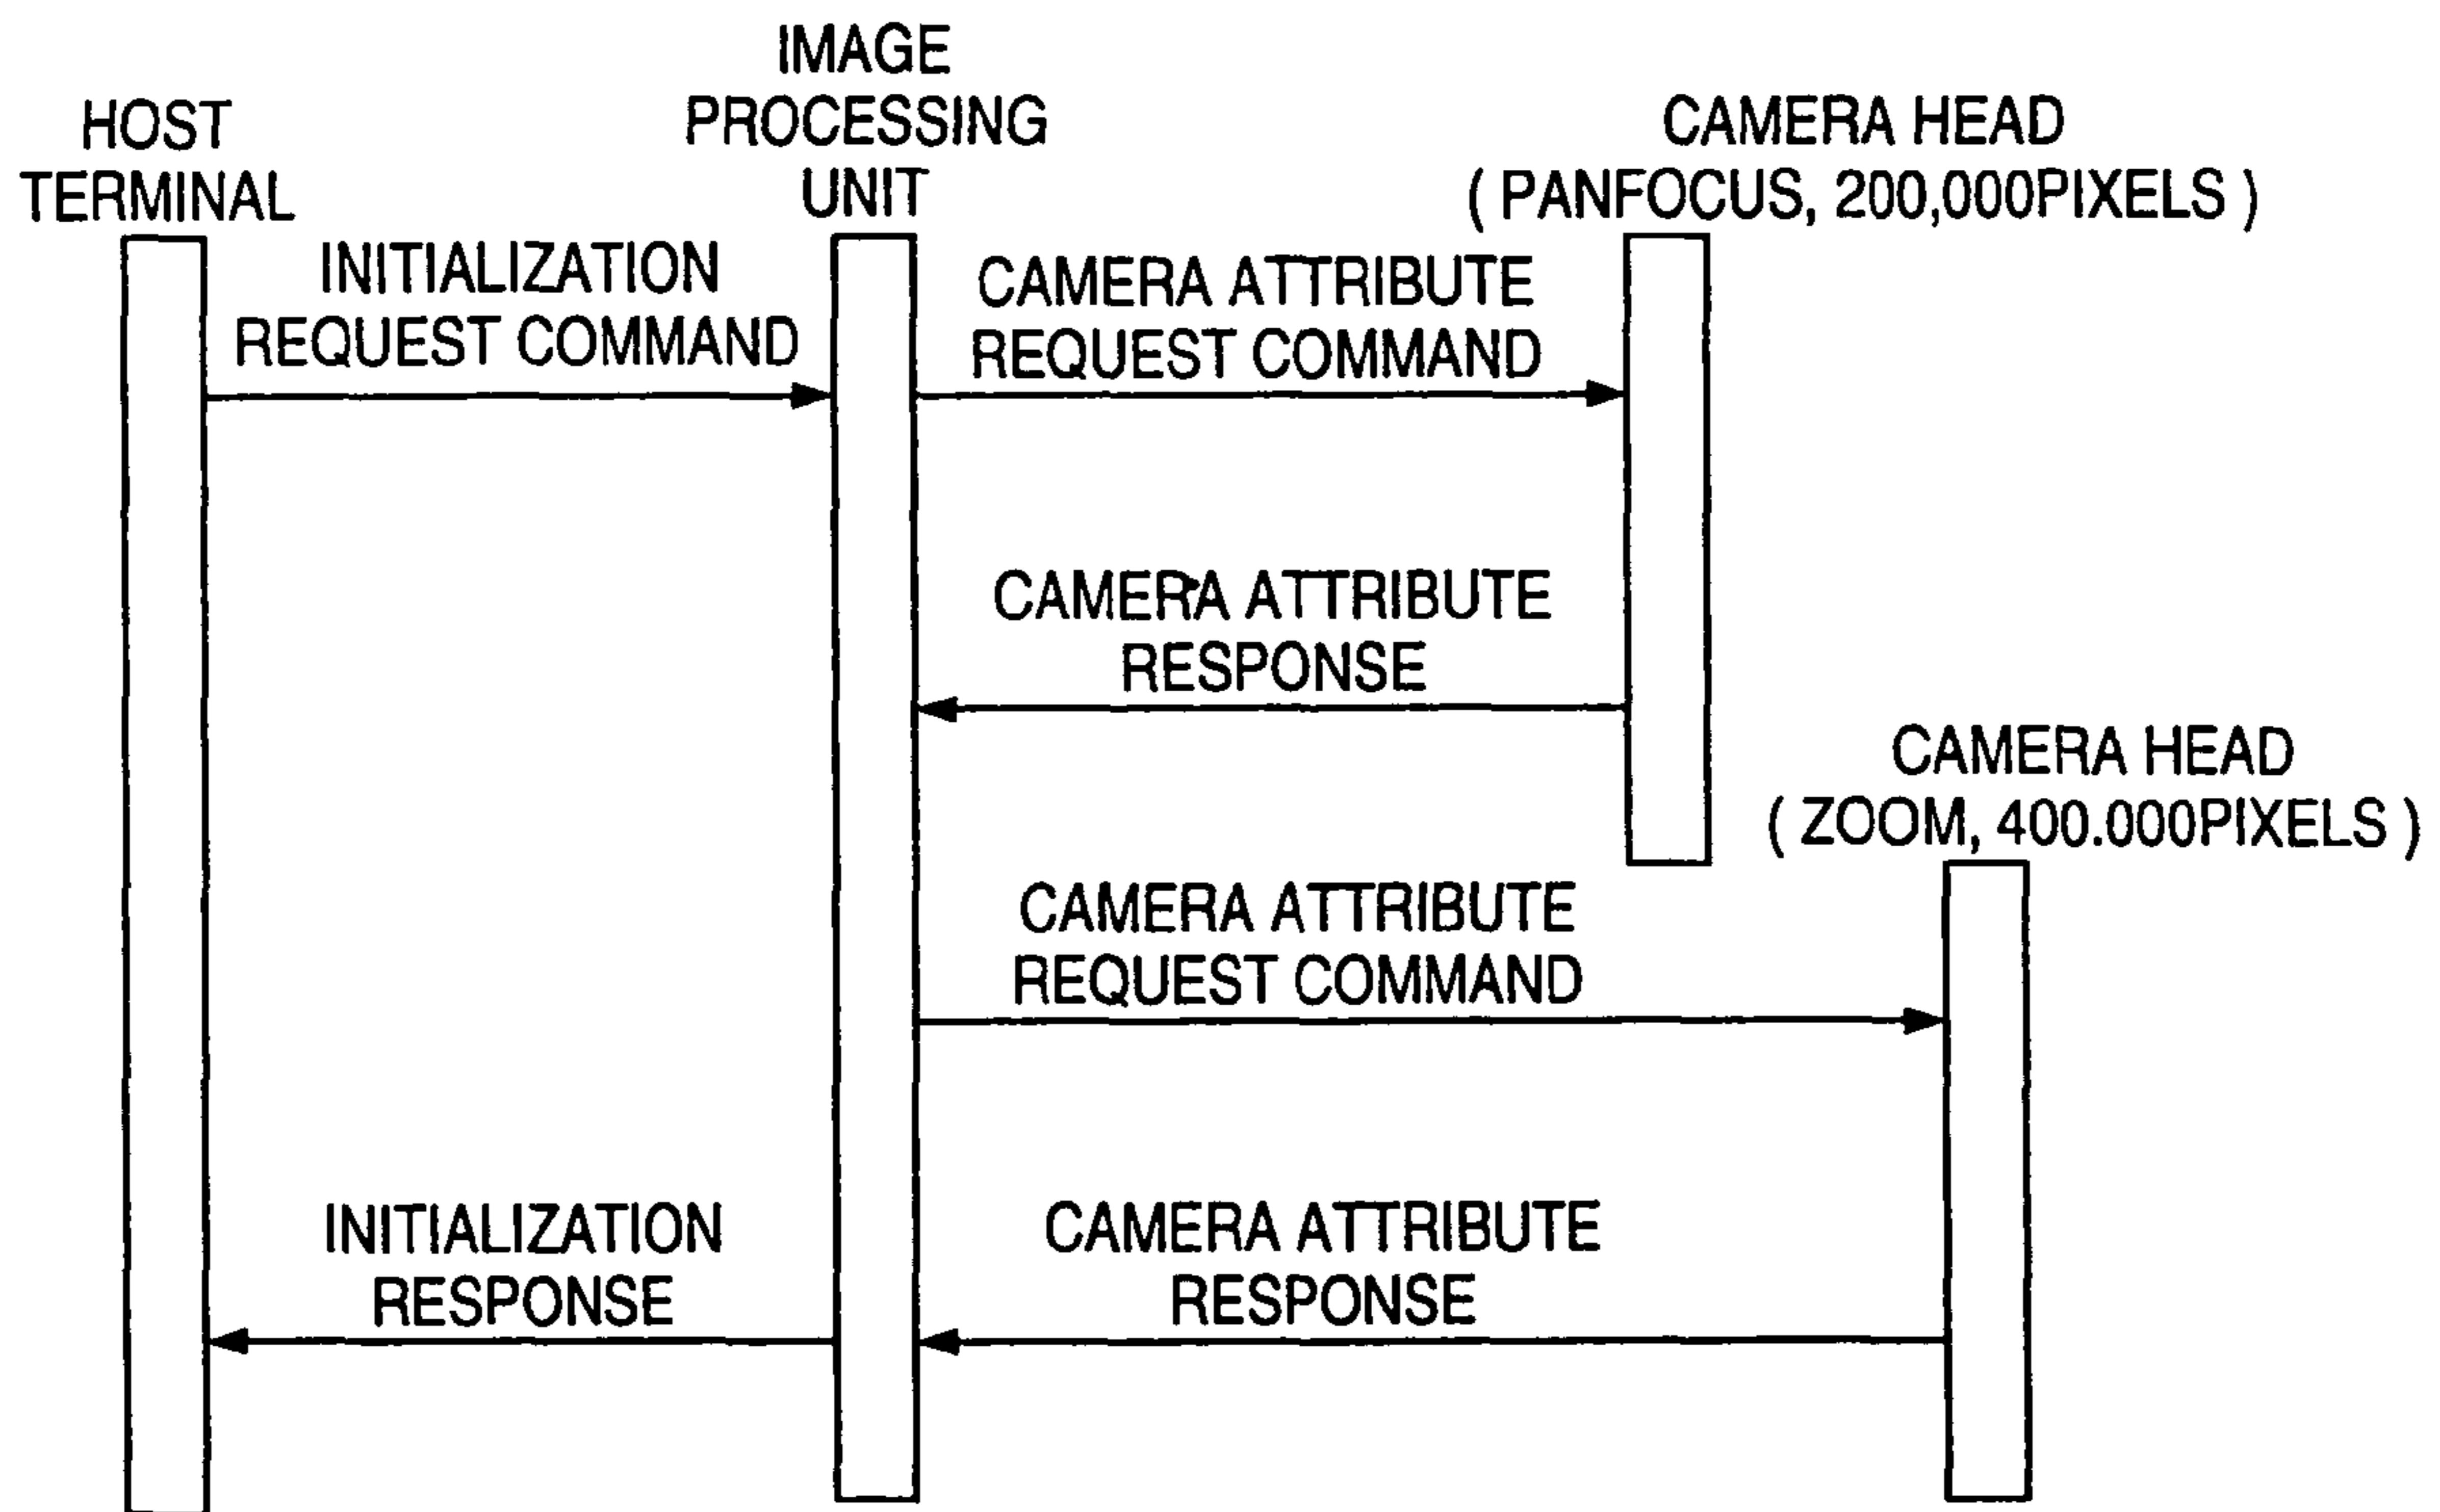 HOST
TERMINAL
IMAGE
PROCESSING
UNIT
CAMERA HEAD
( PANFOCUS, 200,000PIXELS )
INITIALIZATION
REQUEST COMMAND
CAMERA ATTRIBUTE
REQUEST COMMAND
CAMERA ATTRIBUTE
RESPONSE
CAMERA HEAD
( ZOOM, 400.000PIXELS )
CAMERA ATTRIBUTE
REQUEST COMMAND
INITIALIZATION
RESPONSE
CAMERA ATTRIBUTE
RESPONSE